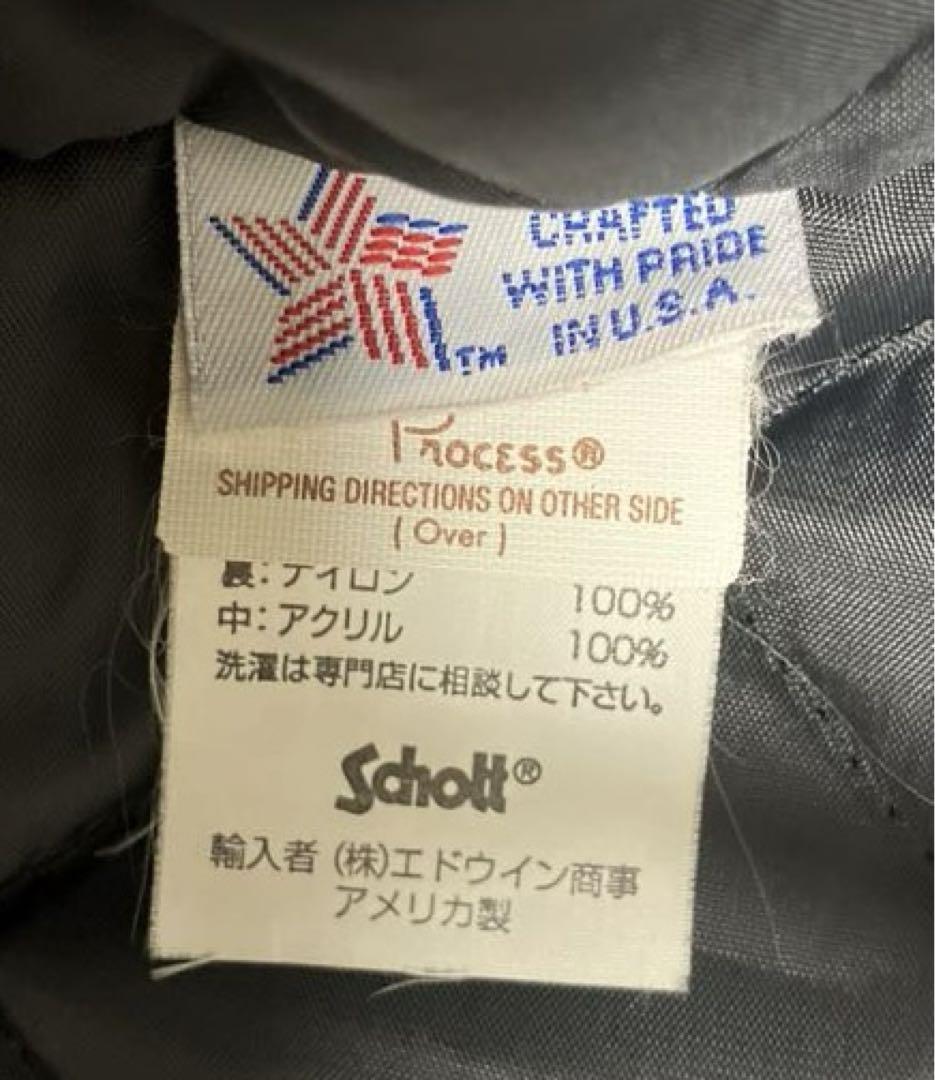 CRAFTED
WITH PRIDE
IN U.S.A.
TM
Process®
SHIPPING DIRECTIONS ON OTHER SIDE
( Over )
裏:ナイロン 100%
中:アクリル 100%
洗濯は専門店に相談して下さい。
Schott®
輸入者 (株)エドウイン商事
アメリカ製